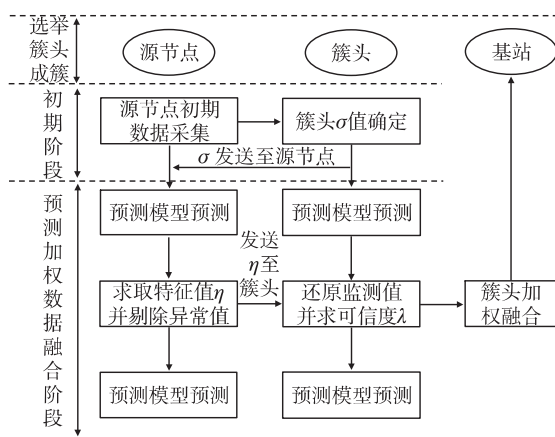 选举
簇头
成簇
源节点
簇头
基站
初
期
阶
段
源节点初期
数据采集
簇头σ值确定
σ 发送至源节点
预
测
加
权
数
据
融
合
阶
段
预测模型预测
预测模型预测
发送
η至
簇头
求取特征值η
并剔除异常值
还原监测值
并求可信度λ
簇头加
权融合
预测模型预测
预测模型预测